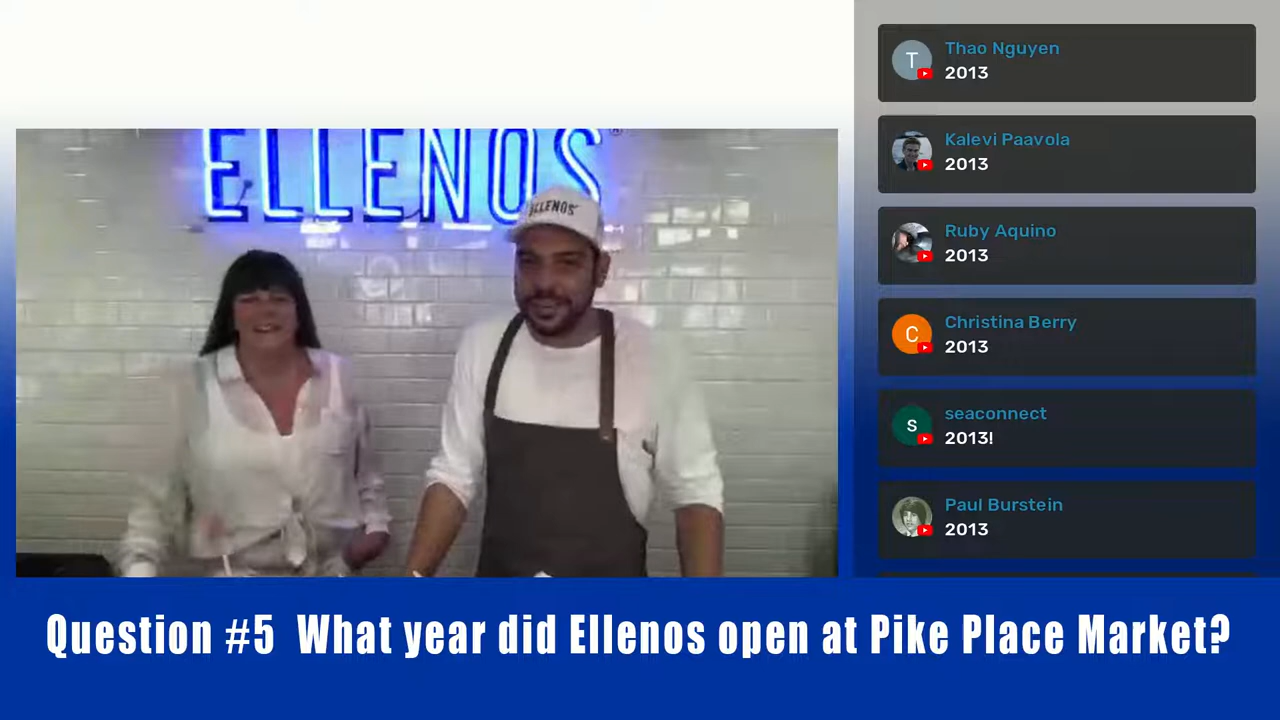 ELLENOS®
ELLENOS
Thao Nguyen
2013
Kalevi Paavola
2013
Ruby Aquino
2013
Christina Berry
2013
seaconnect
2013!
Paul Burstein
2013
T
C
s
Question #5 What year did Ellenos open at Pike Place Market?